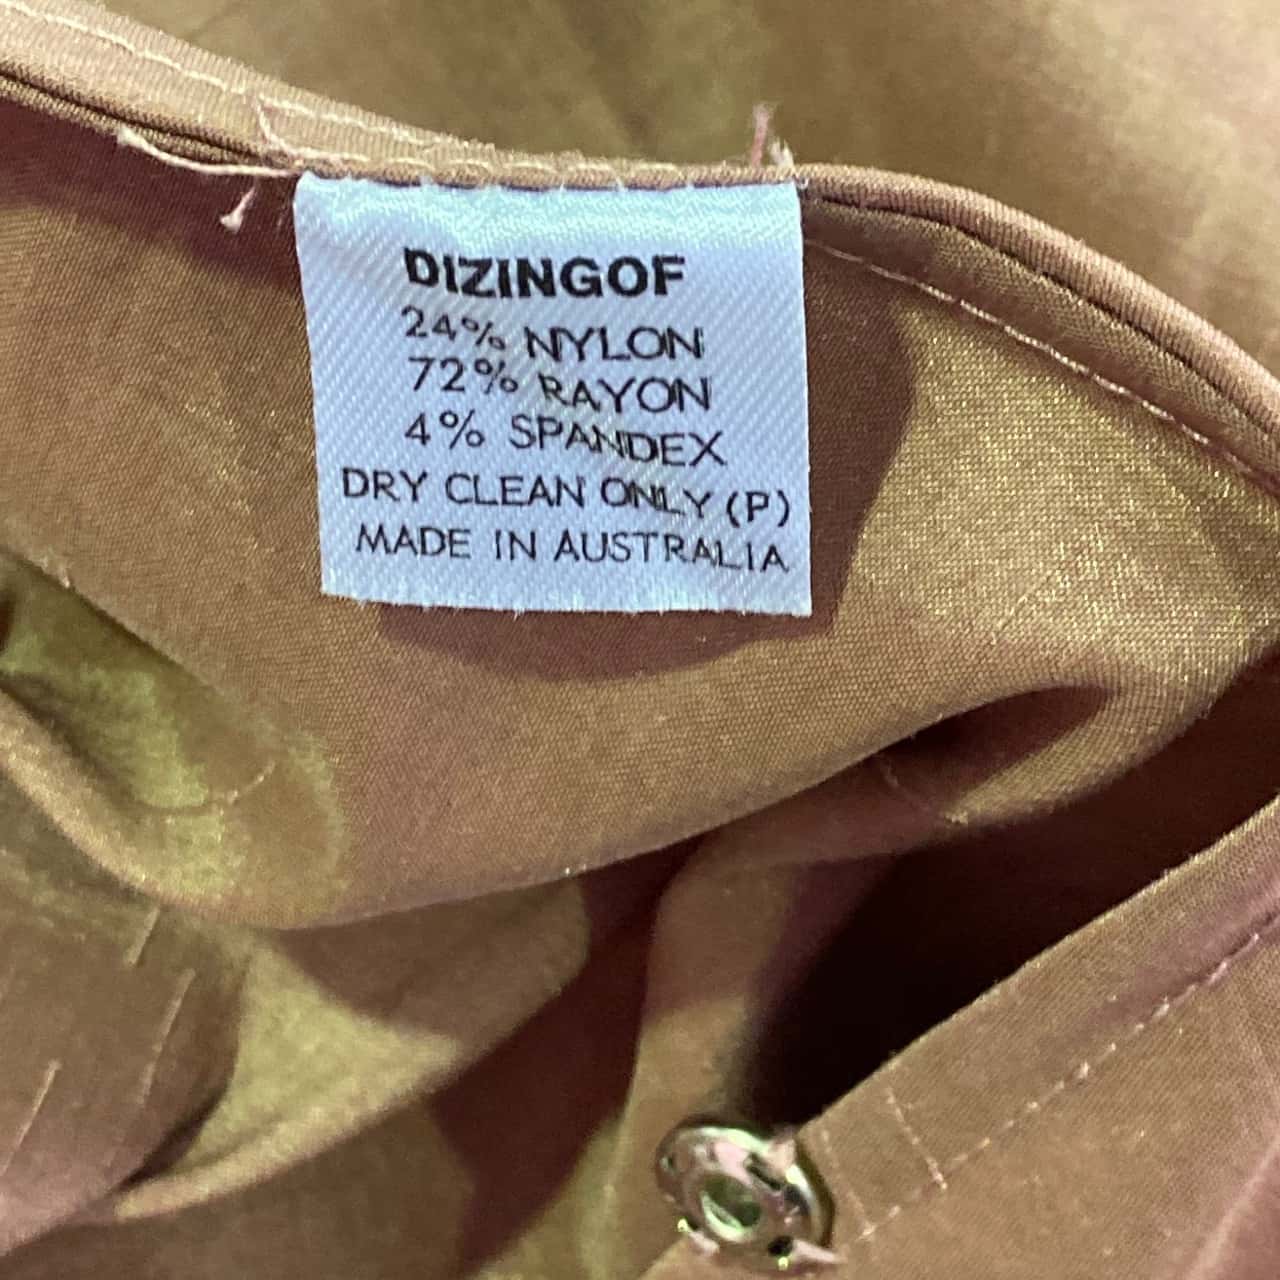 DIZINGOF
24% NYLON
72% RAYON
4% SPANDEX
DRY CLEAN ONLY (P)
MADE IN AUSTRALIA